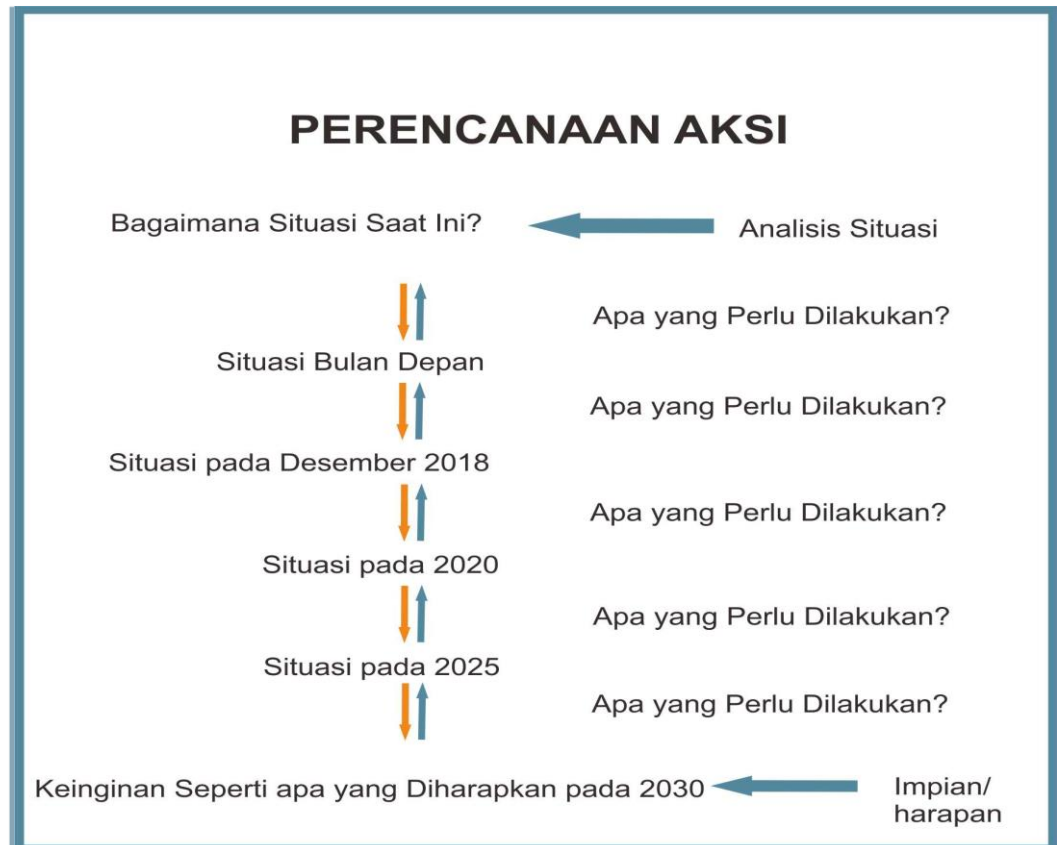 PERENCANAAN AKSI
Bagaimana Situasi Saat Ini?
Analisis Situasi
Apa yang Perlu Dilakukan?
Situasi Bulan Depan
Apa yang Perlu Dilakukan?
Situasi pada Desember 2018
Apa yang Perlu Dilakukan?
Situasi pada 2020
Apa yang Perlu Dilakukan?
Situasi pada 2025
Apa yang Perlu Dilakukan?
Keinginan Seperti apa yang Diharapkan pada 2030
Impian/
harapan